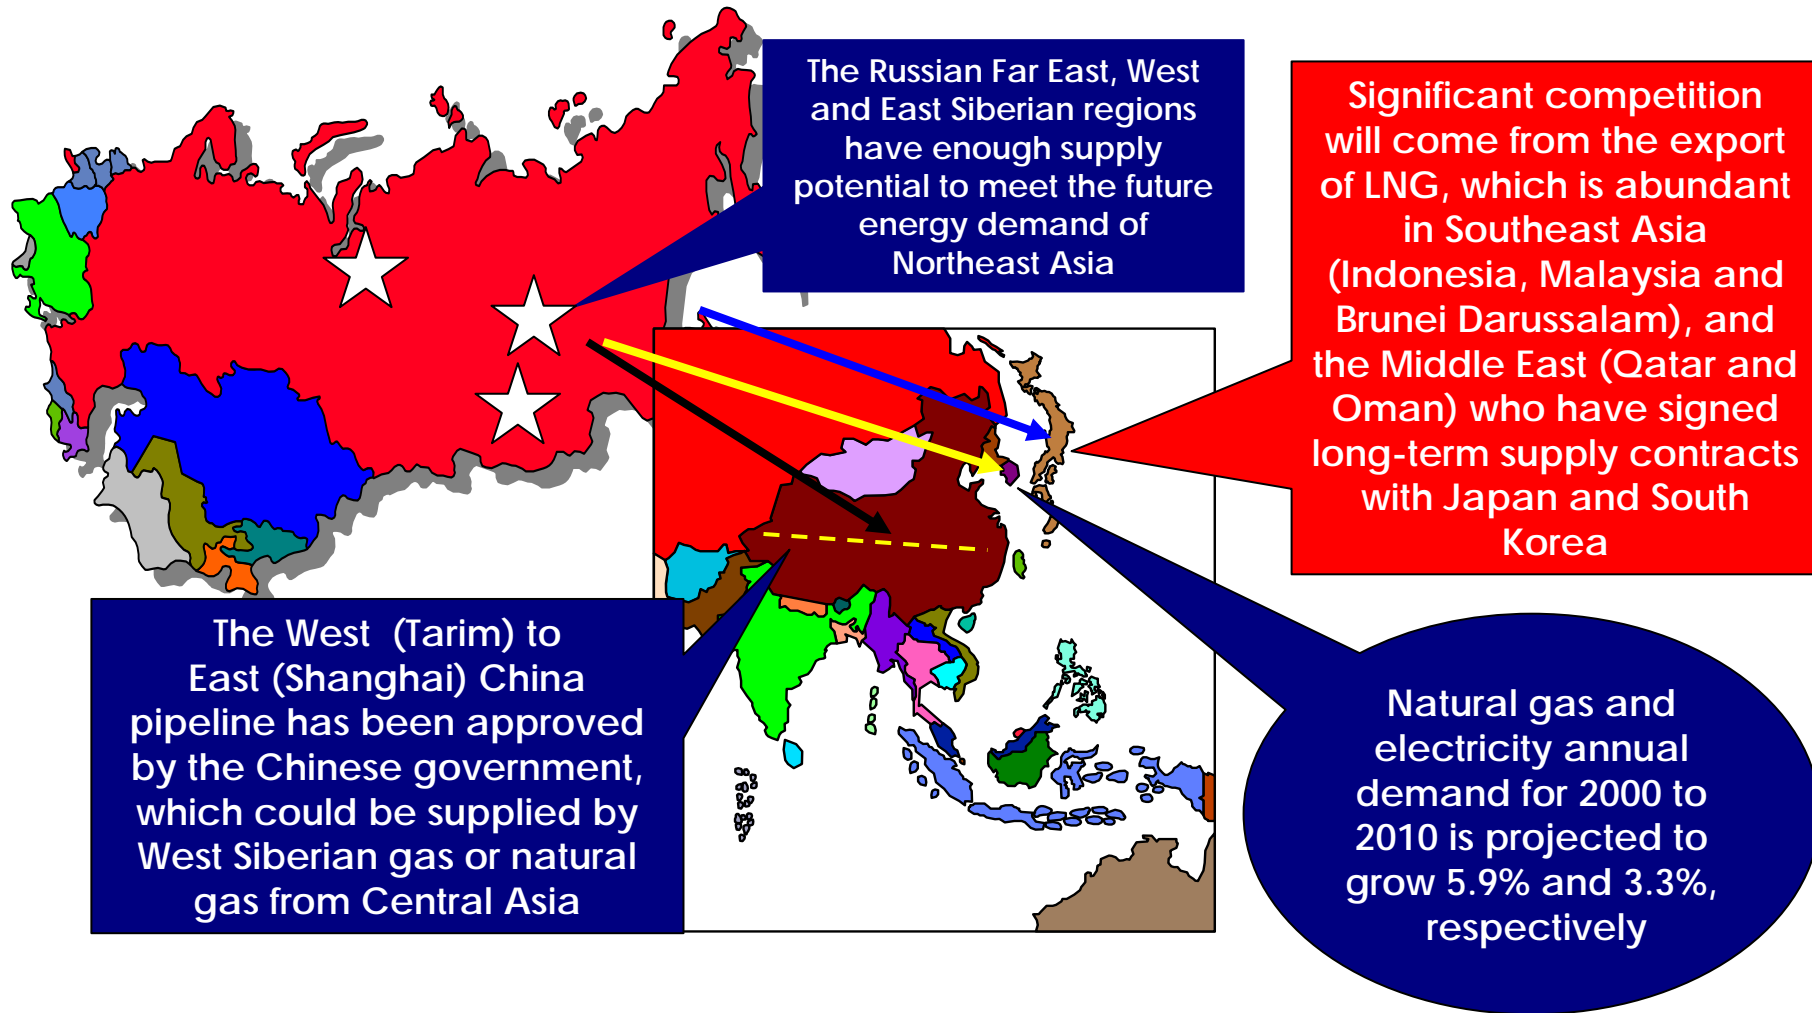 The Russian Far East, West
and East Siberian regions
have enough supply
potential to meet the future
energy demand of
Northeast Asia
Significant competition
will come from the export
of LNG, which is abundant
in Southeast Asia
(Indonesia, Malaysia and
Brunei Darussalam), and
the Middle East (Qatar and
Oman) who have signed
long-term supply contracts
with Japan and South
Korea
The West (Tarim) to
East (Shanghai) China
pipeline has been approved
by the Chinese government,
which could be supplied by
West Siberian gas or natural
gas from Central Asia
Natural gas and
electricity annual
demand for 2000 to
2010 is projected to
grow 5.9% and 3.3%,
respectively